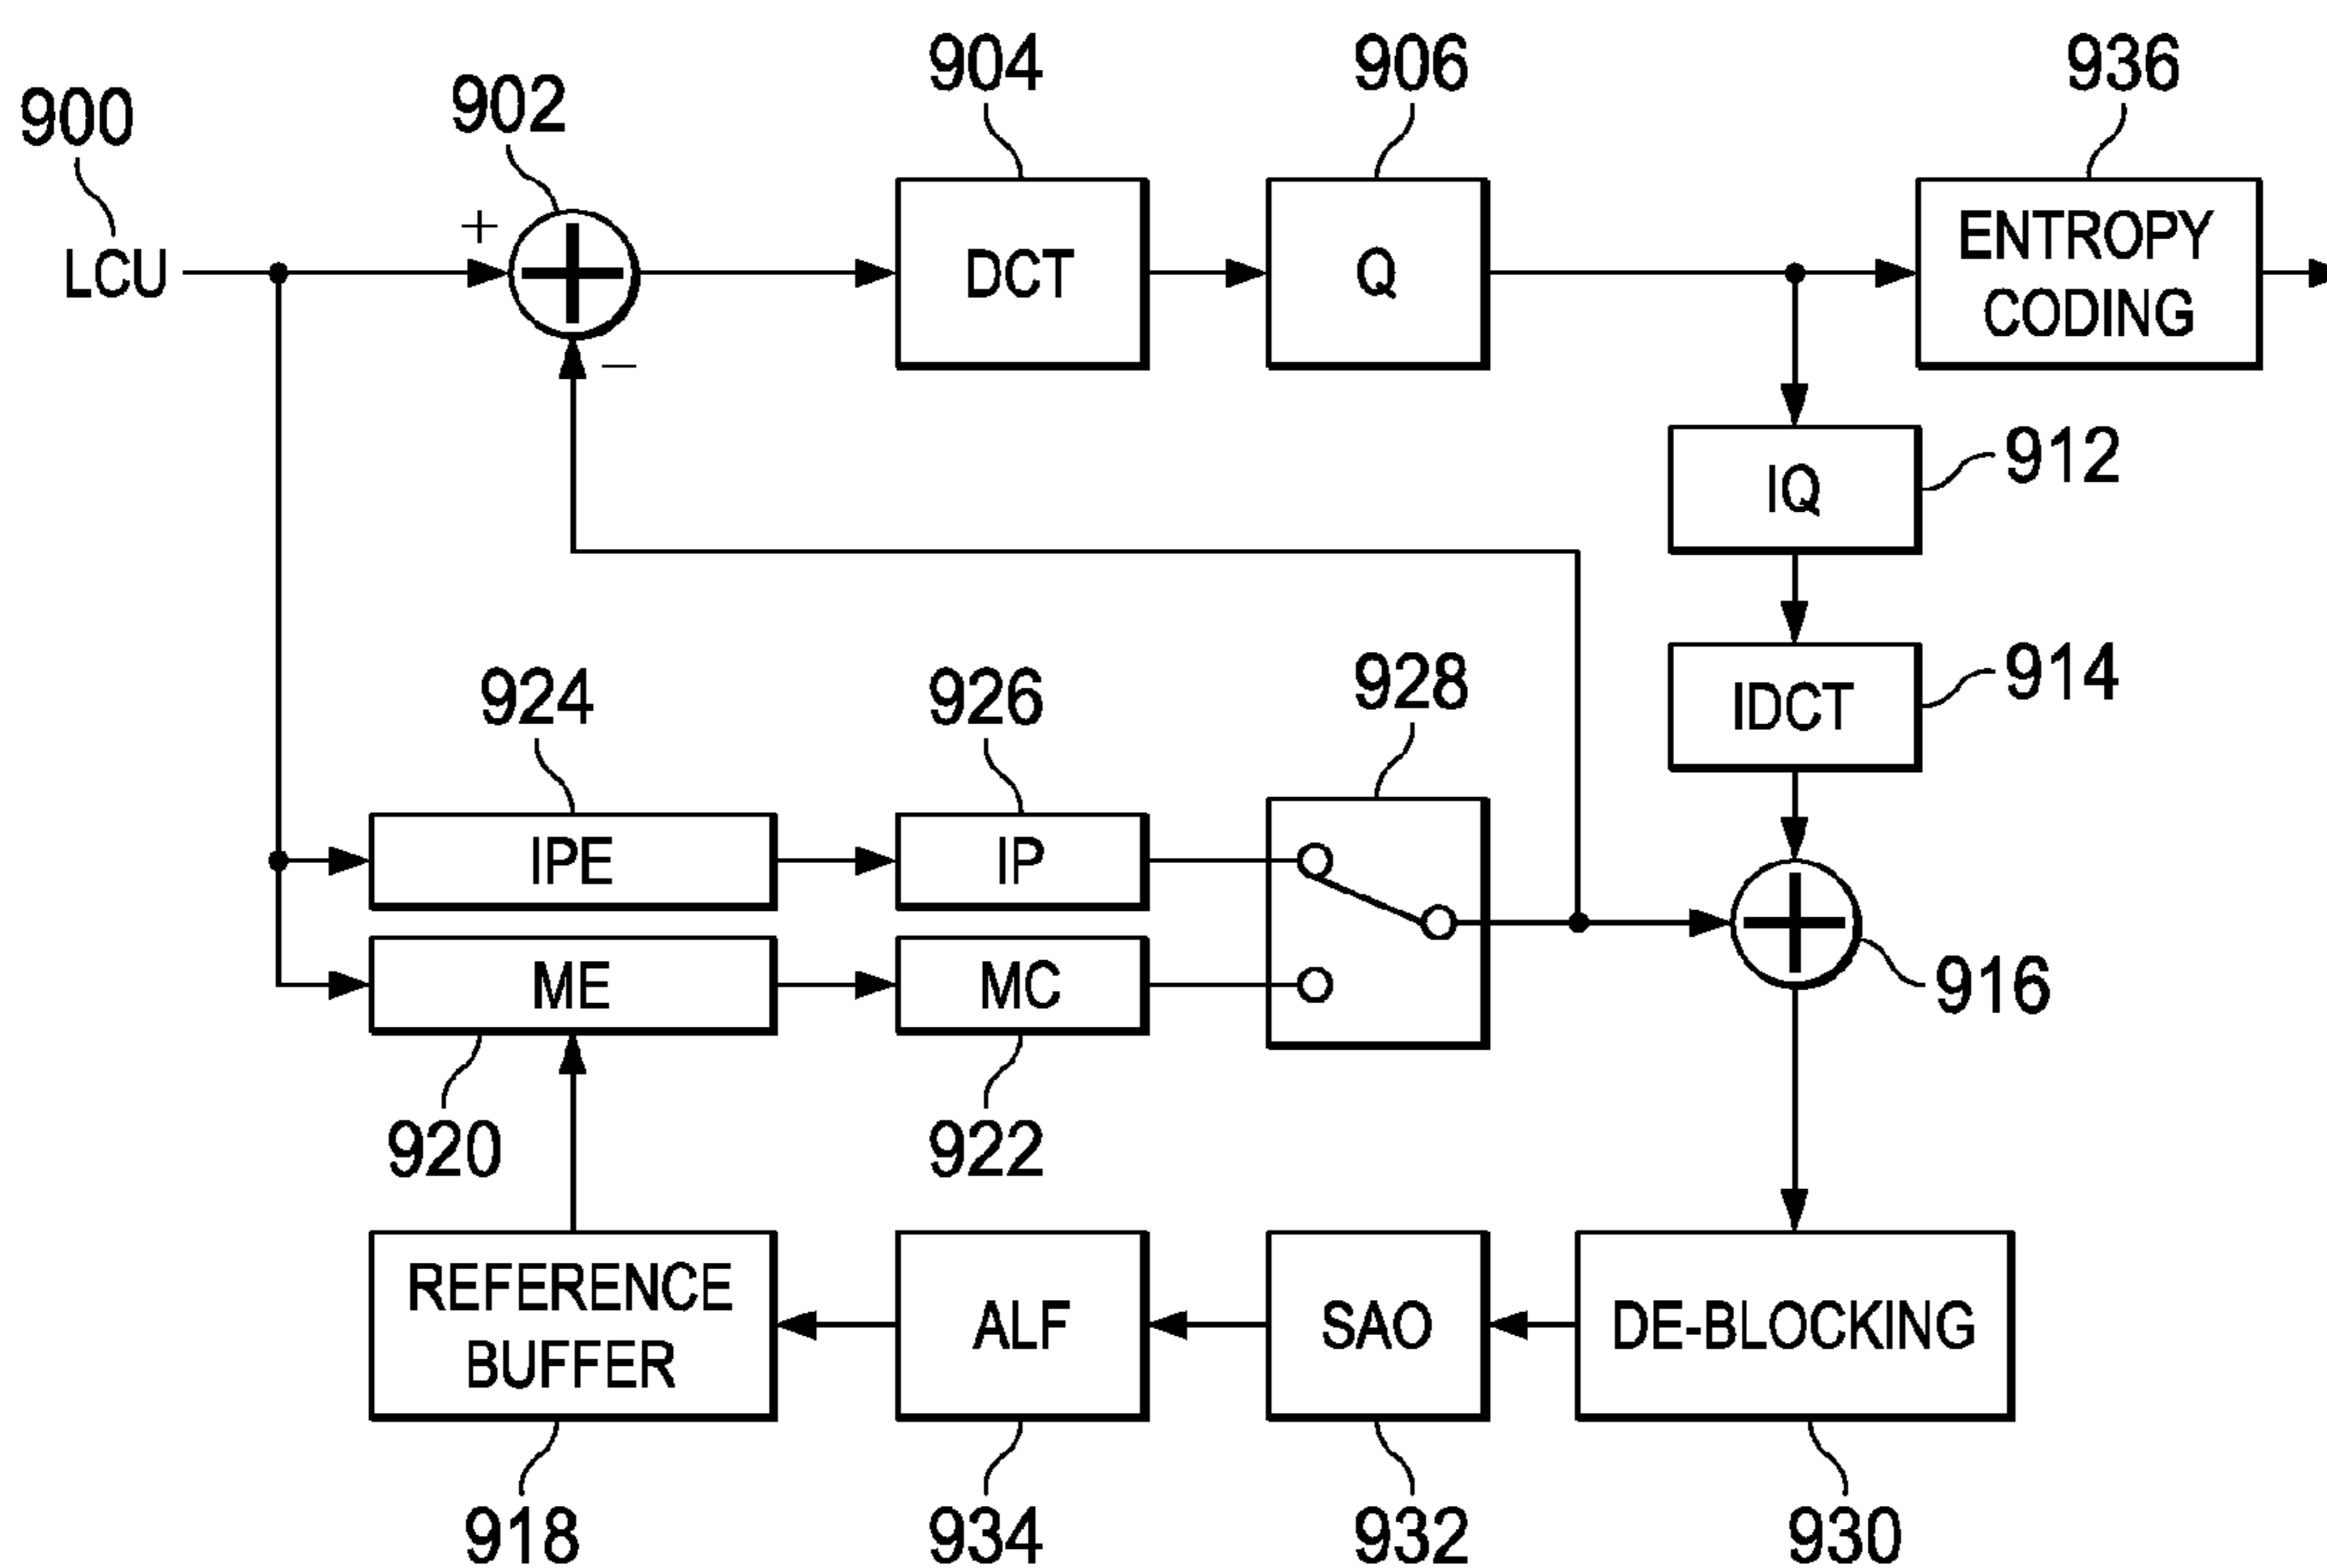 904
906
936
900
902
+
LCU
DCT
Q
ENTROPY
CODING
−
IQ
912
924
926
928
IDCT
914
IPE
IP
ME
MC
916
920
922
REFERENCE
BUFFER
ALF
SAO
DE-BLOCKING
918
934
932
930